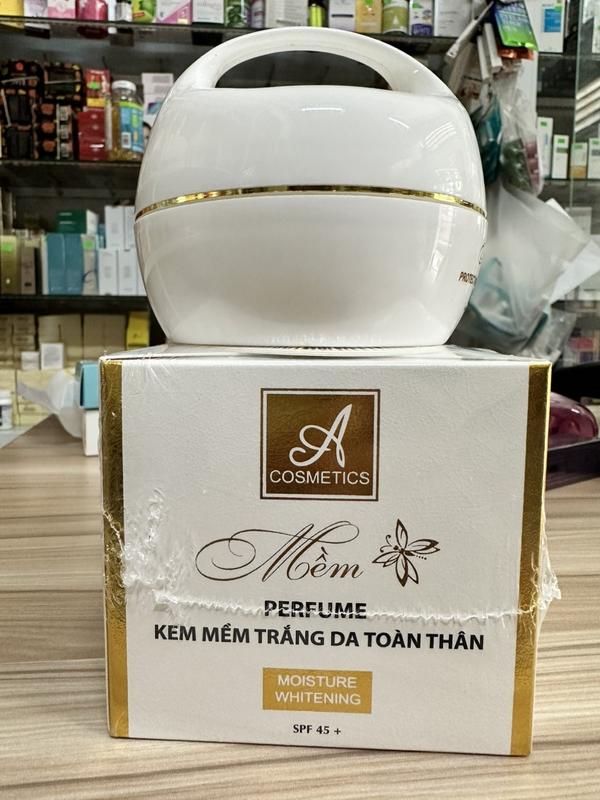 A
COSMETICS
Mềm
PERFUME
KEM MỀM TRẮNG DA TOÀN THÂN
MOISTURE
WHITENING
SPF 45 +